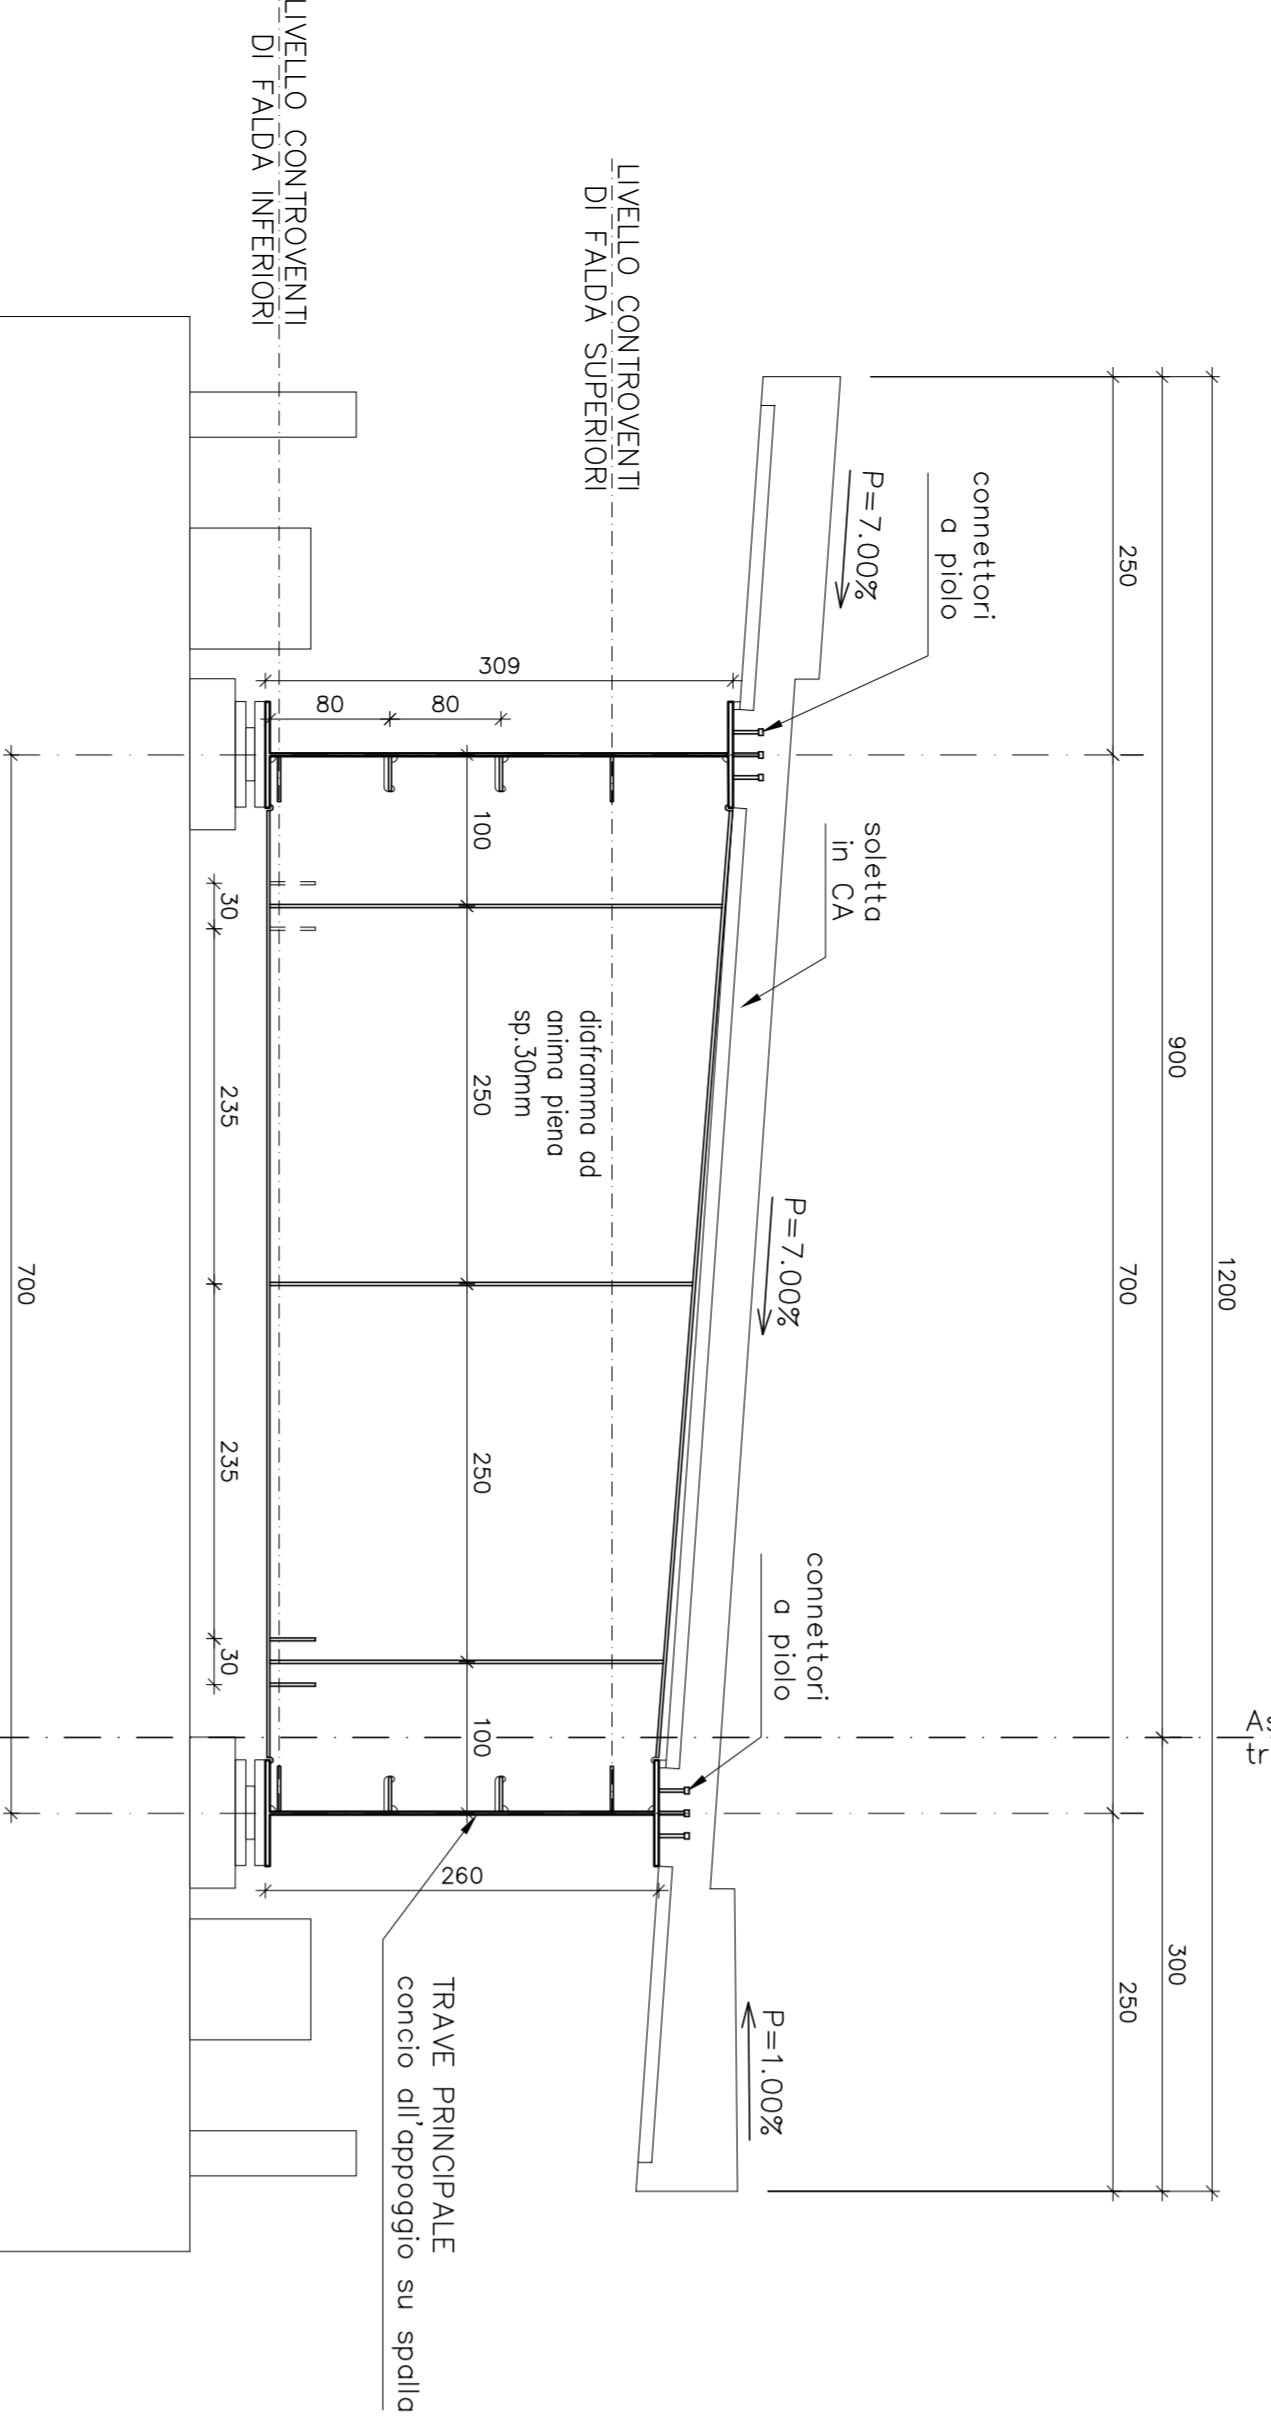 1200
900
300
250
700
250
As
tr
connettori
a piolo
P=7.00%
soletta
in CA
P=7.00%
connettori
a piolo
P=1.00%
LIVELLO CONTROVENTI
DI FALDA SUPERIORI
LIVELLO CONTROVENTI
DI FALDA INFERIORI
309
80
80
diaframma ad
anima piena
sp.30mm
100
250
250
100
260
30
235
235
30
TRAVE PRINCIPALE
concio all'appoggio su spalla
700